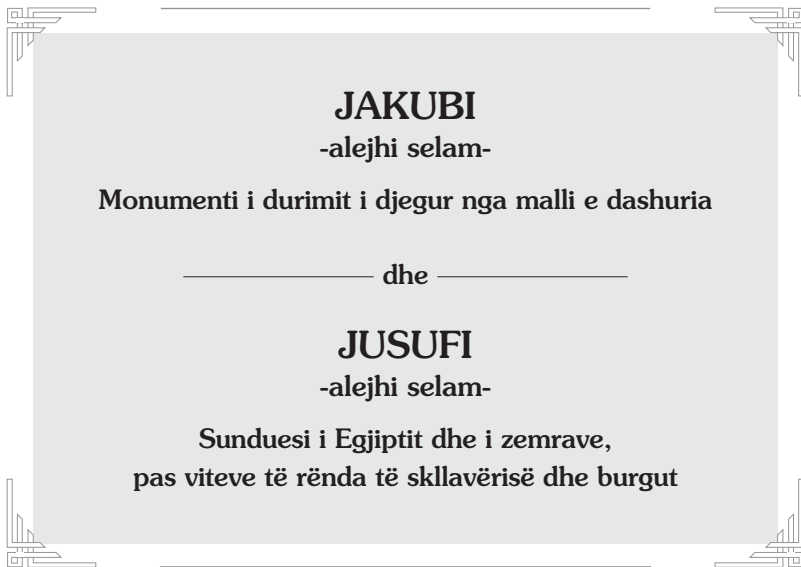 JAKUBI
-alejhi selam-
Monumenti i durimit i djegur nga malli e dashuria
dhe
JUSUFI
-alejhi selam-
Sunduesi i Egjiptit dhe i zemrave,
pas viteve të rënda të skllavërisë dhe burgut